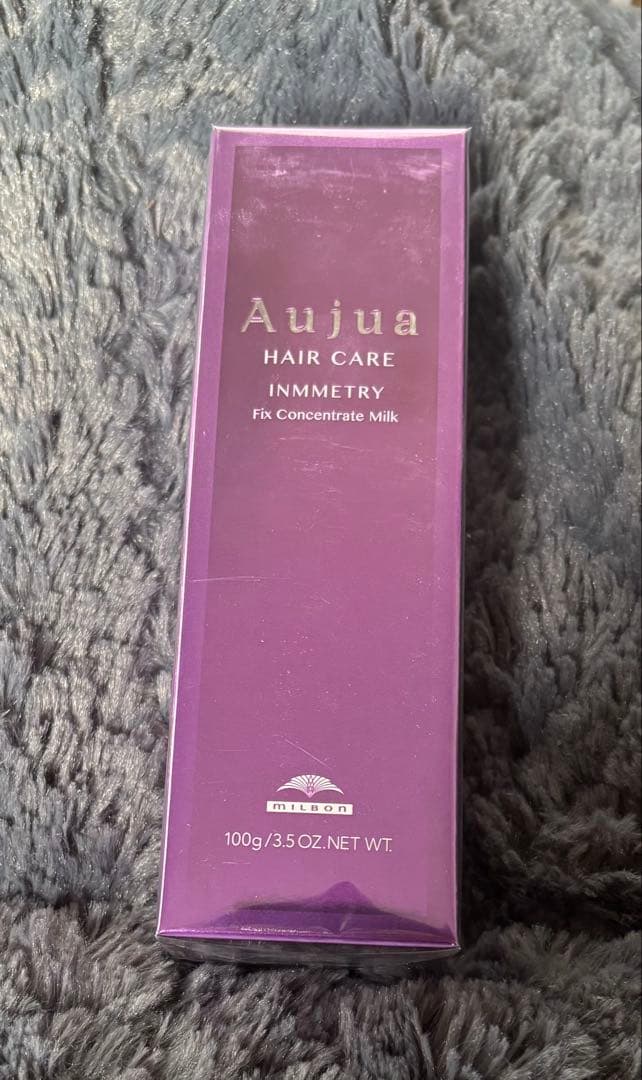 Aujua
HAIR CARE
INMMETRY
Fix Concentrate Milk
MILBON
100g/3.5 OZ.NET WT.